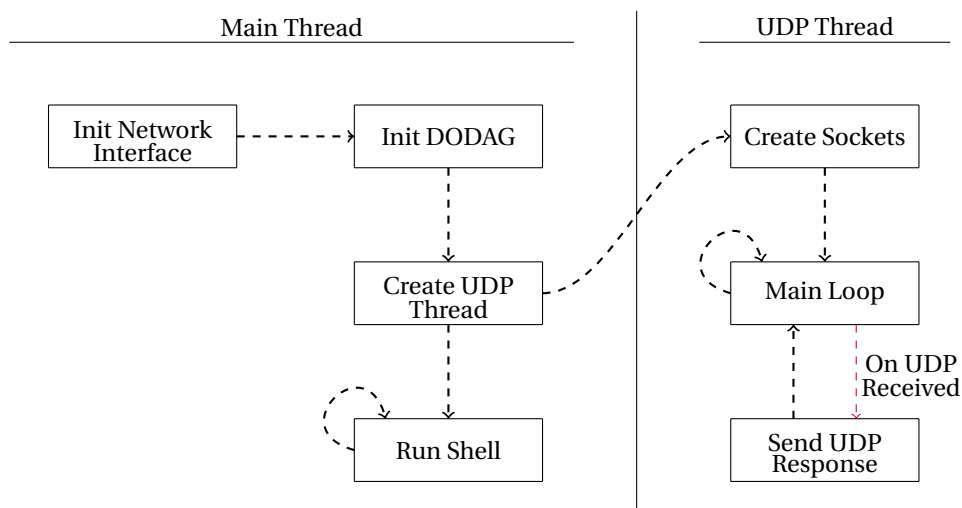 Main Thread
UDP Thread
Init Network
Interface
Init DODAG
Create Sockets
Create UDP
Thread
Main Loop
On UDP
Received
Run Shell
Send UDP
Response